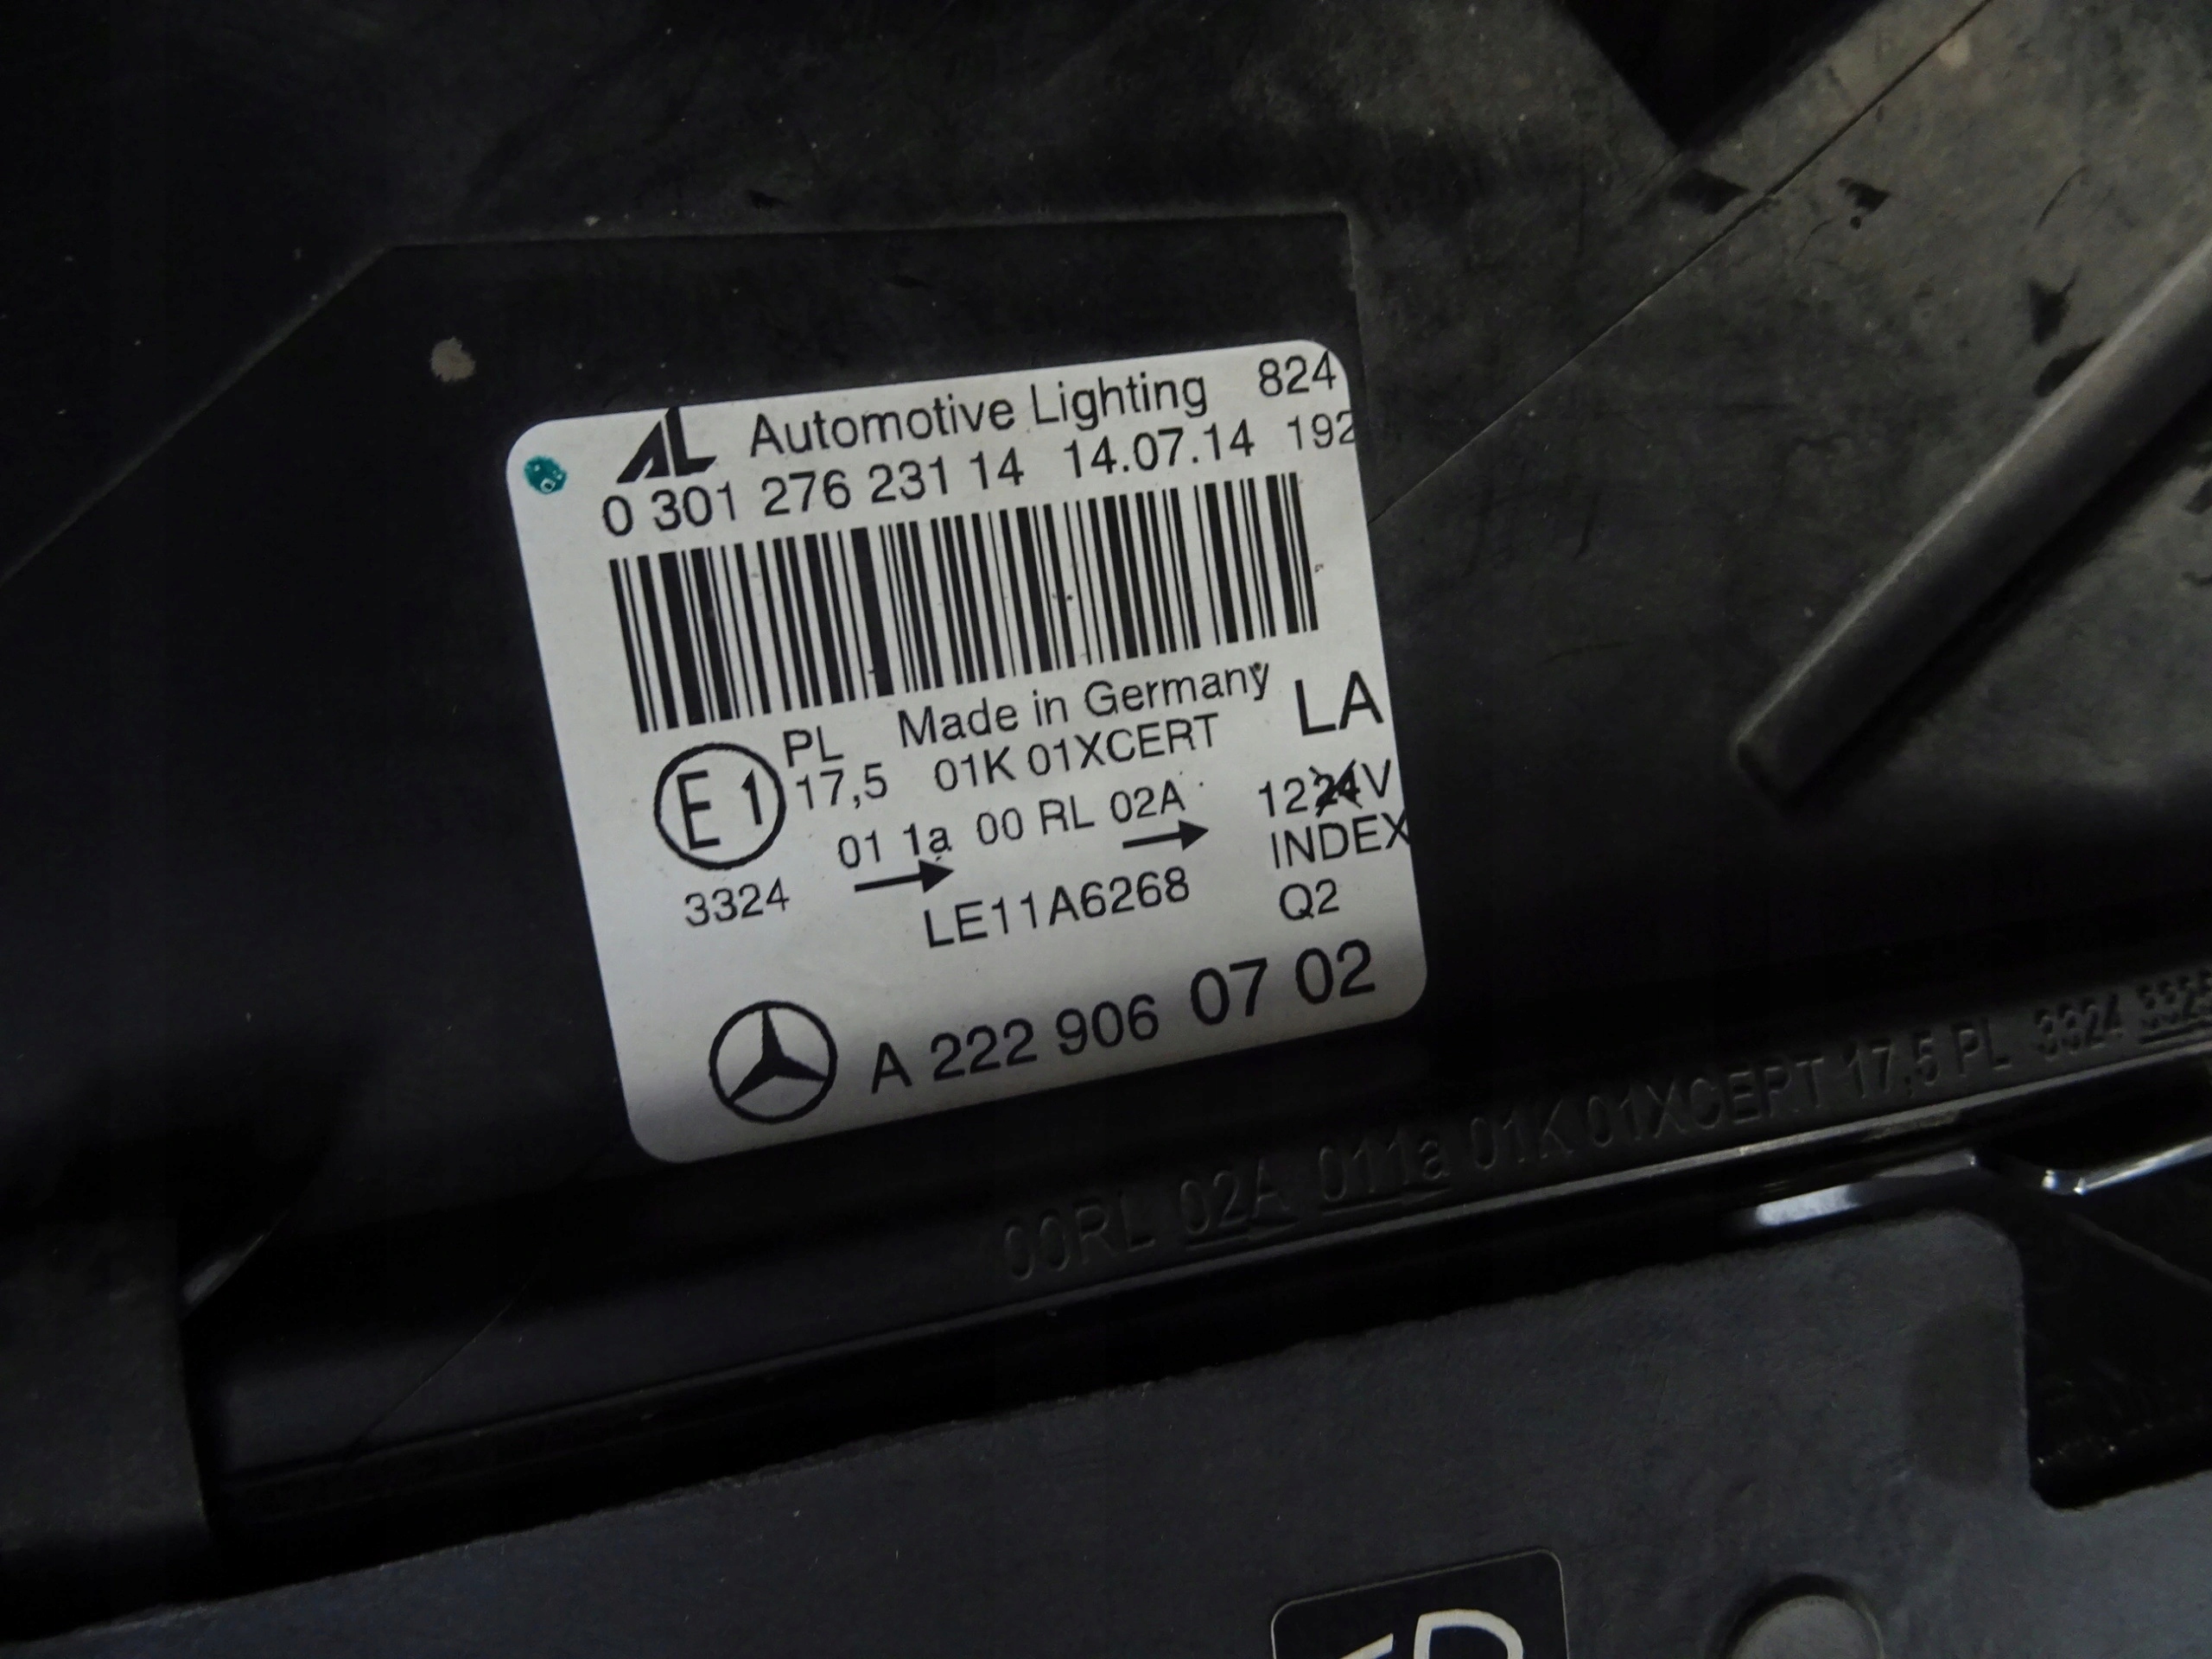 AL Automotive Lighting 824
0 301 276 231 14 14.07.14 192
Made in Germany LA
E1 PL
17,5 01K 01XCERT
01 1a 00 RL 02A 1224V
→ → INDEX
3324 LE11A6268 Q2
A 222 906 07 02
00RL 02A 011a 01K 01XCERT 17,5 PL 3324